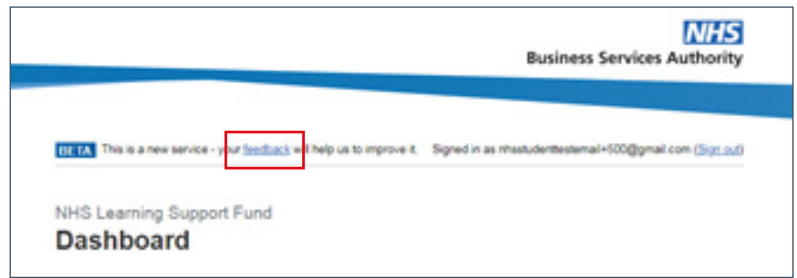 NHS
Business Services Authority
BETA This is a new service - your feedback will help us to improve it. Signed in as nhsstudenttestemail+500@gmail.com (Sign out)
NHS Learning Support Fund
Dashboard